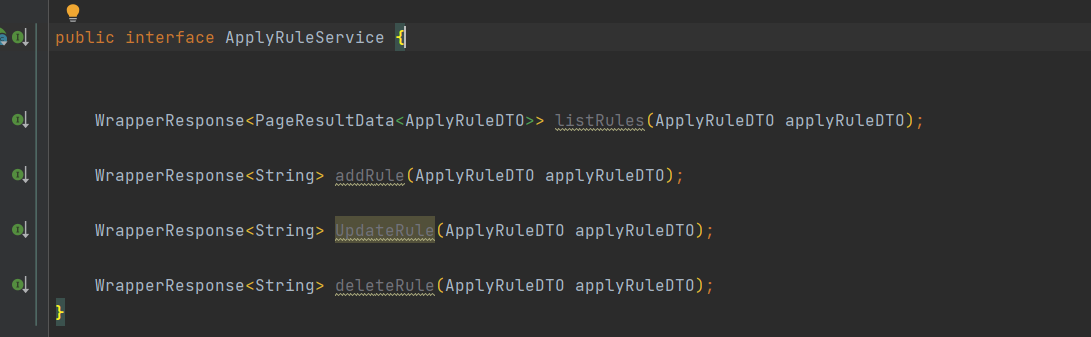 public interface ApplyRuleService {
WrapperResponse<PageResultData<ApplyRuleDTO>> listRules(ApplyRuleDTO applyRuleDTO);
WrapperResponse<String> addRule(ApplyRuleDTO applyRuleDTO);
WrapperResponse<String> UpdateRule(ApplyRuleDTO applyRuleDTO);
WrapperResponse<String> deleteRule(ApplyRuleDTO applyRuleDTO);
}